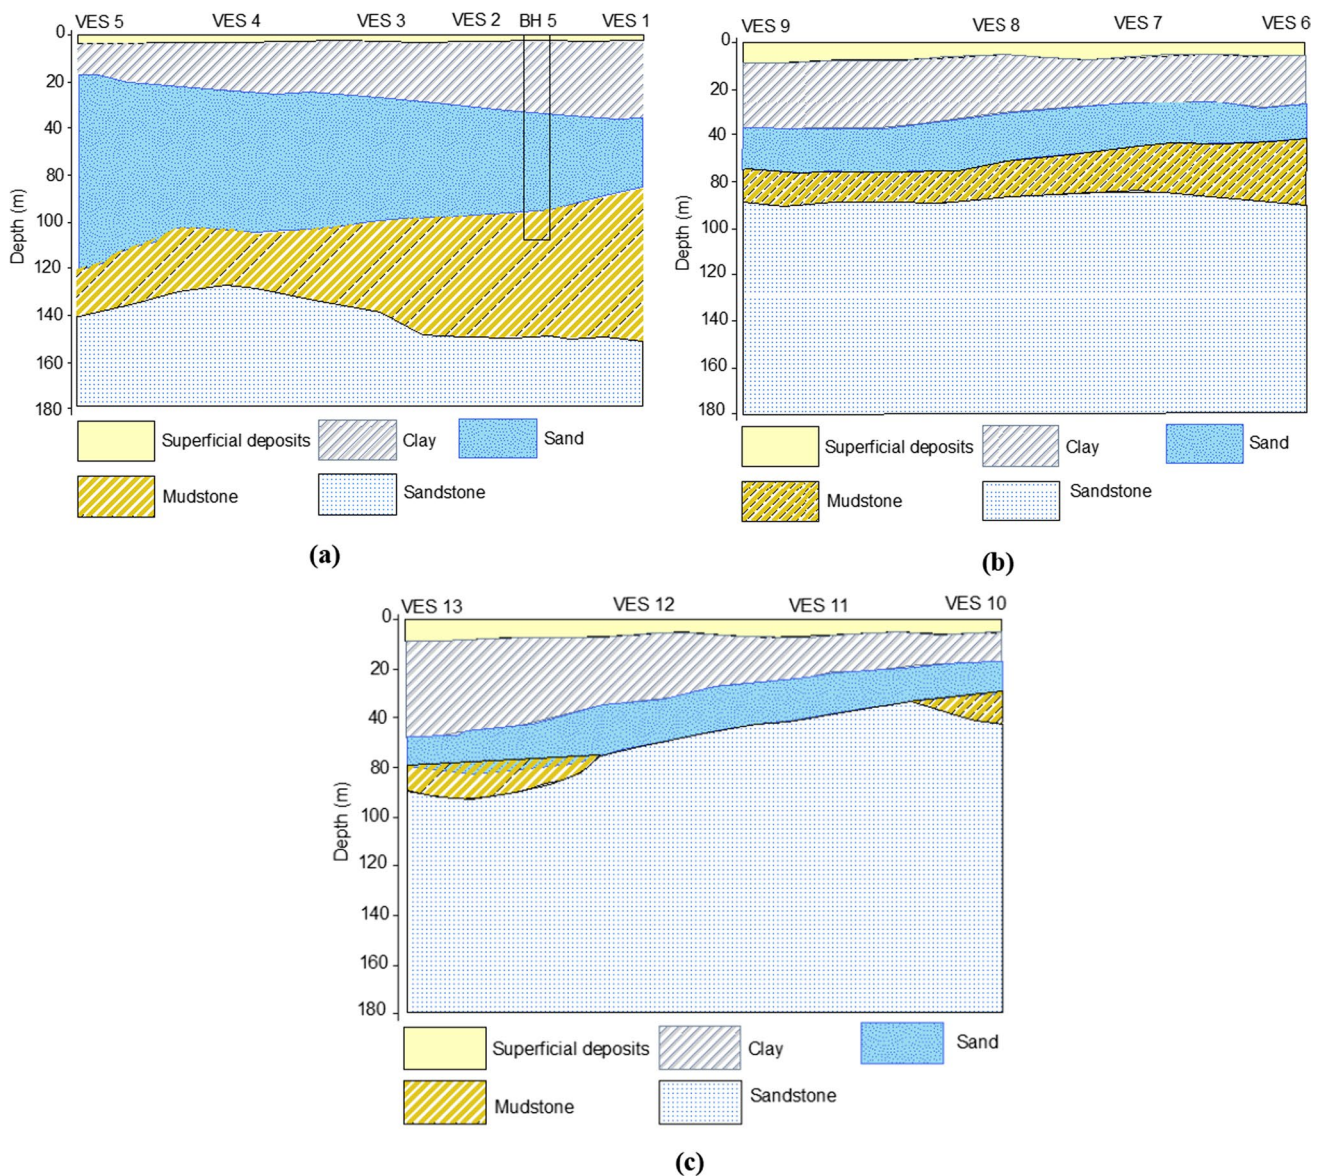 VES 5 VES 4 VES 3 VES 2 BH 5 VES 1
0
20
40
60
80
100
120
140
160
180
Depth (m)
Superficial deposits Clay Sand
Mudstone Sandstone
(a)
VES 9 VES 8 VES 7 VES 6
0
20
40
60
80
100
120
140
160
180
Depth (m)
Superficial deposits Clay Sand
Mudstone Sandstone
(b)
VES 13 VES 12 VES 11 VES 10
0
20
40
60
80
100
120
140
160
180
Depth (m)
Superficial deposits Clay Sand
Mudstone Sandstone
(c)